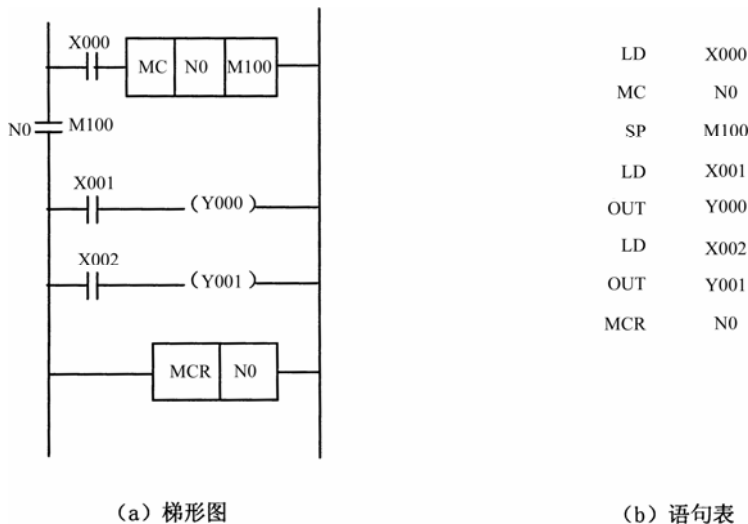 X000
MC N0 M100
N0 M100
X001
(Y000)
X002
(Y001)
MCR N0
(a) 梯形图
LD X000
MC N0
SP M100
LD X001
OUT Y000
LD X002
OUT Y001
MCR N0
(b) 语句表